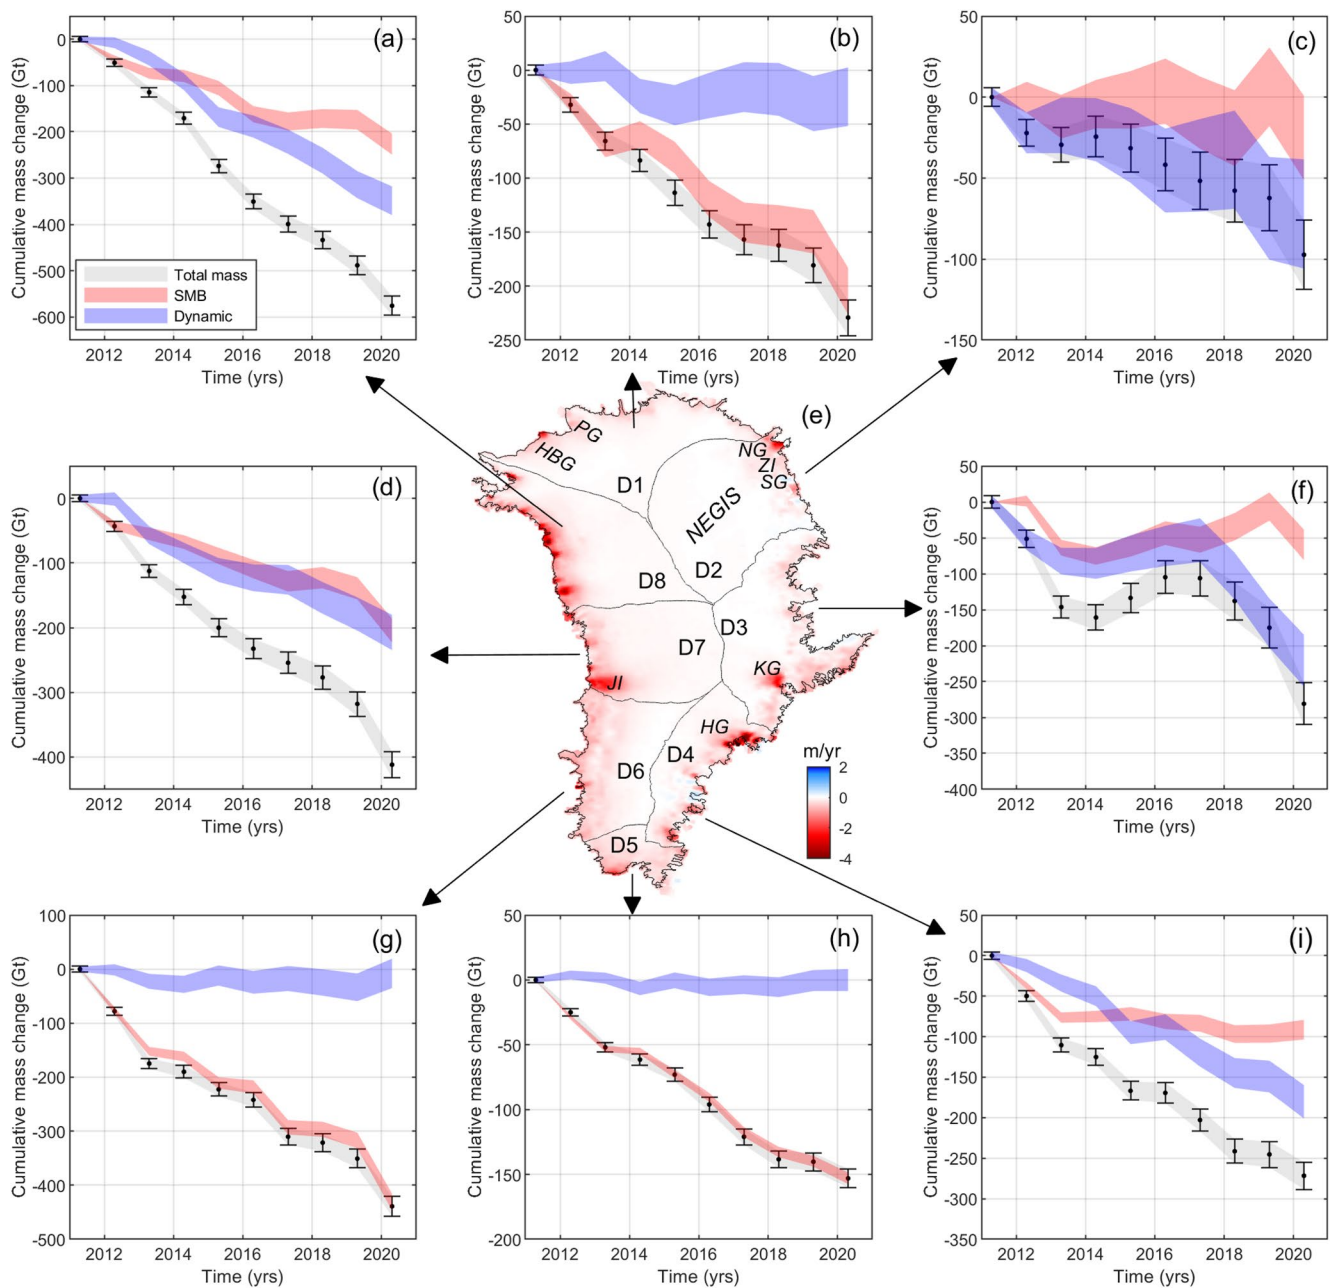 (a)
Cumulative mass change (Gt)
0
-100
-200
-300
-400
-500
-600
Total mass
SMB
Dynamic
2012 2014 2016 2018 2020
Time (yrs)
(b)
Cumulative mass change (Gt)
50
0
-50
-100
-150
-200
-250
2012 2014 2016 2018 2020
Time (yrs)
(c)
Cumulative mass change (Gt)
50
0
-50
-100
-150
2012 2014 2016 2018 2020
Time (yrs)
(d)
Cumulative mass change (Gt)
0
-100
-200
-300
-400
2012 2014 2016 2018 2020
Time (yrs)
(e)
PG
HBG
NG
ZI
SG
D1
NEGIS
D2
D8
D3
D7
JI
KG
HG
D4
D6
D5
m/yr
2
0
-2
-4
(f)
Cumulative mass change (Gt)
50
0
-50
-100
-150
-200
-250
-300
-350
-400
2012 2014 2016 2018 2020
Time (yrs)
(g)
Cumulative mass change (Gt)
100
0
-100
-200
-300
-400
-500
2012 2014 2016 2018 2020
Time (yrs)
(h)
Cumulative mass change (Gt)
50
0
-50
-100
-150
-200
2012 2014 2016 2018 2020
Time (yrs)
(i)
Cumulative mass change (Gt)
50
0
-50
-100
-150
-200
-250
-300
-350
2012 2014 2016 2018 2020
Time (yrs)